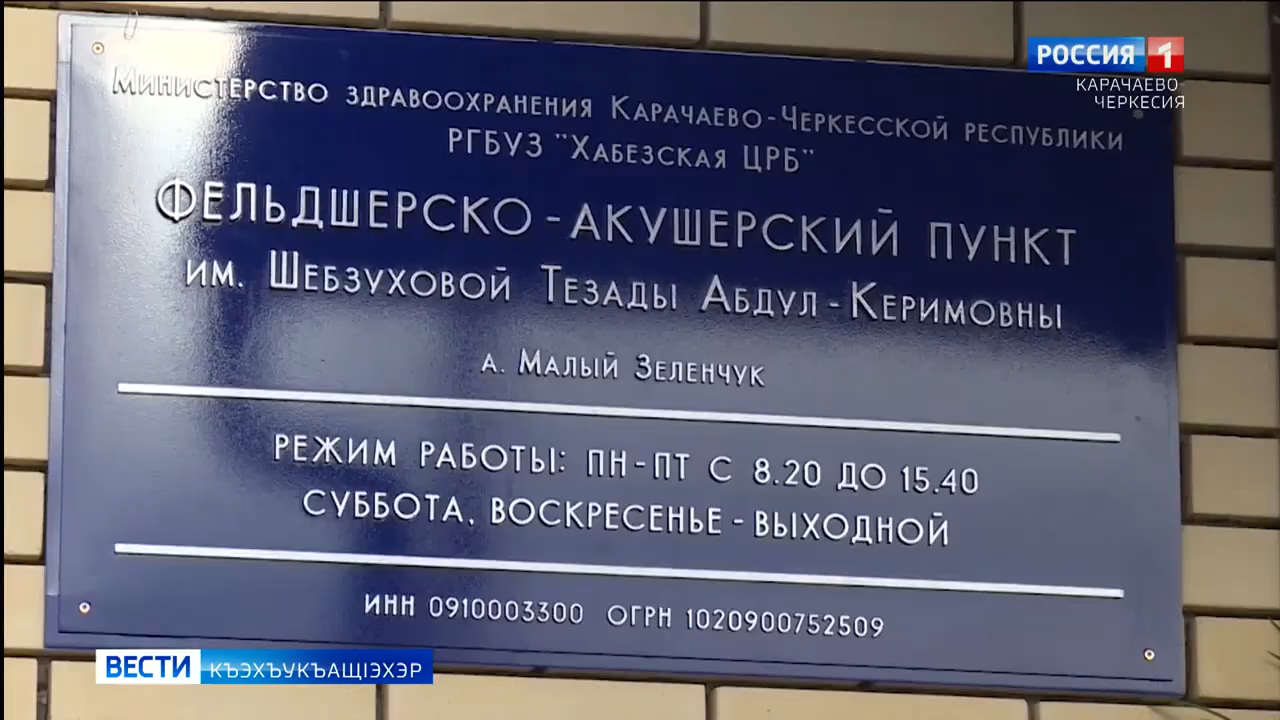 РОССИЯ 1
КАРАЧАЕВО-
ЧЕРКЕСИЯ
Министерство здравоохранения Карачаево-Черкесской республики
РГБУЗ "Хабезская ЦРБ"
ФЕЛЬДШЕРСКО-АКУШЕРСКИЙ ПУНКТ
им. Шебзуховой Тезады Абдул-Керимовны
а. Малый Зеленчук
РЕЖИМ РАБОТЫ: ПН-ПТ С 8.20 ДО 15.40
СУББОТА, ВОСКРЕСЕНЬЕ - ВЫХОДНОЙ
ИНН 0910003300 ОГРН 1020900752509
ВЕСТИ КЪЭХЪУКЪАЩІЭХЭР